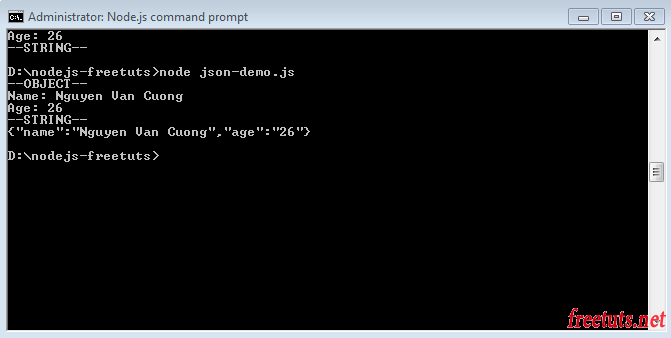 Administrator: Node.js command prompt
Age: 26
--STRING--
D:\nodejs-freetuts>node json-demo.js
--OBJECT--
Name: Nguyen Van Cuong
Age: 26
--STRING--
{"name":"Nguyen Van Cuong","age":"26"}
D:\nodejs-freetuts>
freetuts.net